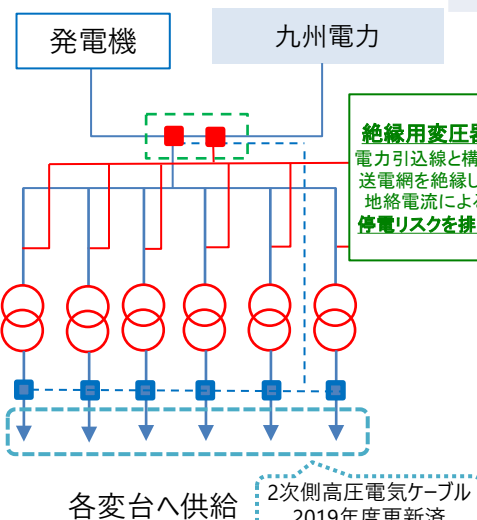 発電機
九州電力
絶縁用変圧器
電力引込線と構
送電網を絶縁し
地絡電流による
停電リスクを排
各変台へ供給
2次側高圧電気ケーブル
2019年度更新済